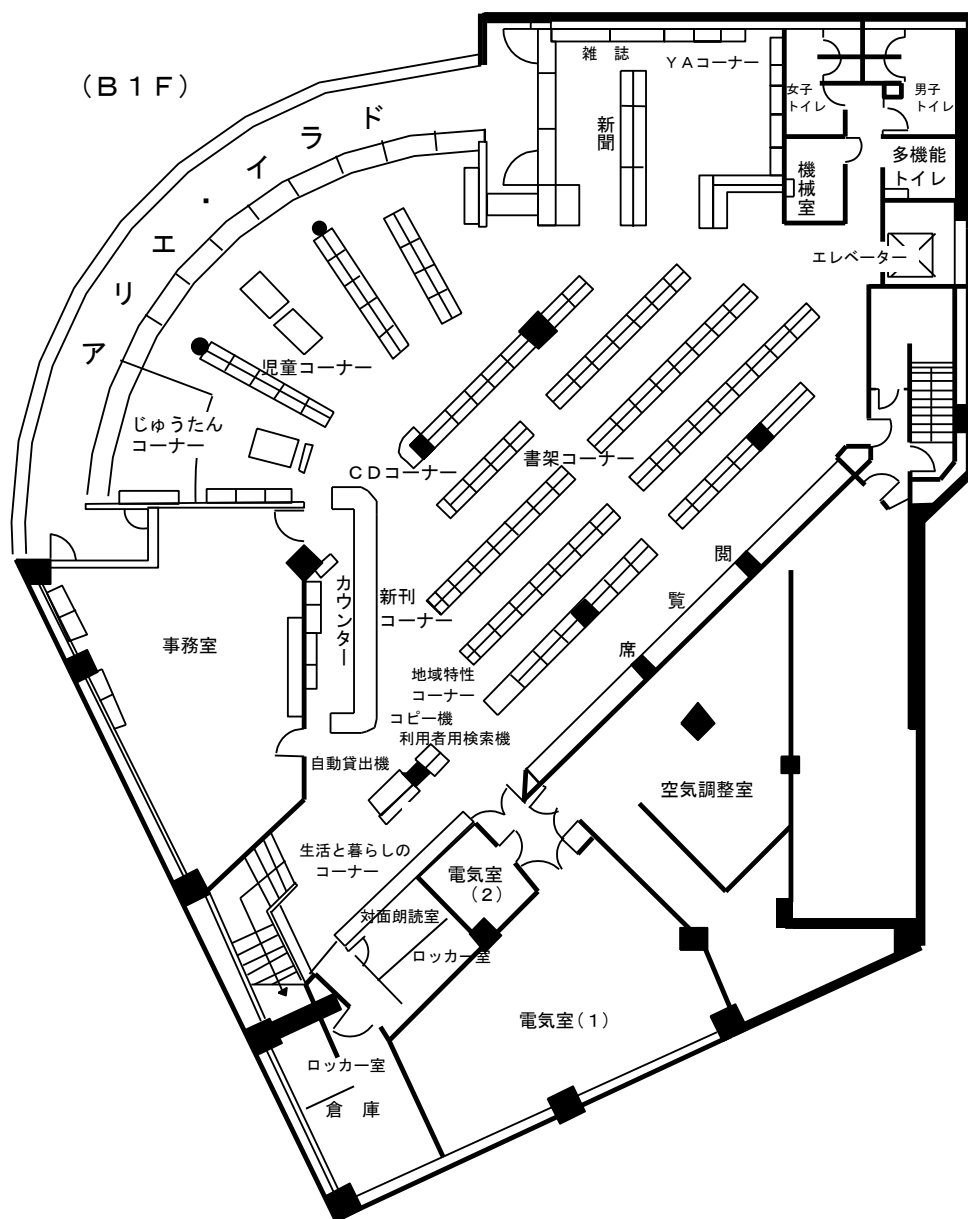 （Ｂ１Ｆ）
雑　誌
ＹＡコーナー
女子
トイレ
男子
トイレ
新聞
機械室
多機能
トイレ
エレベーター
ドライ・エリア
児童コーナー
じゅうたん
コーナー
ＣＤコーナー
書架コーナー
閲覧席
カウンター
新刊
コーナー
事務室
地域特性
コーナー
コピー機
利用者用検索機
自動貸出機
空気調整室
生活と暮らしの
コーナー
電気室
（２）
対面朗読室
ロッカー室
電気室（１）
ロッカー室
倉　庫